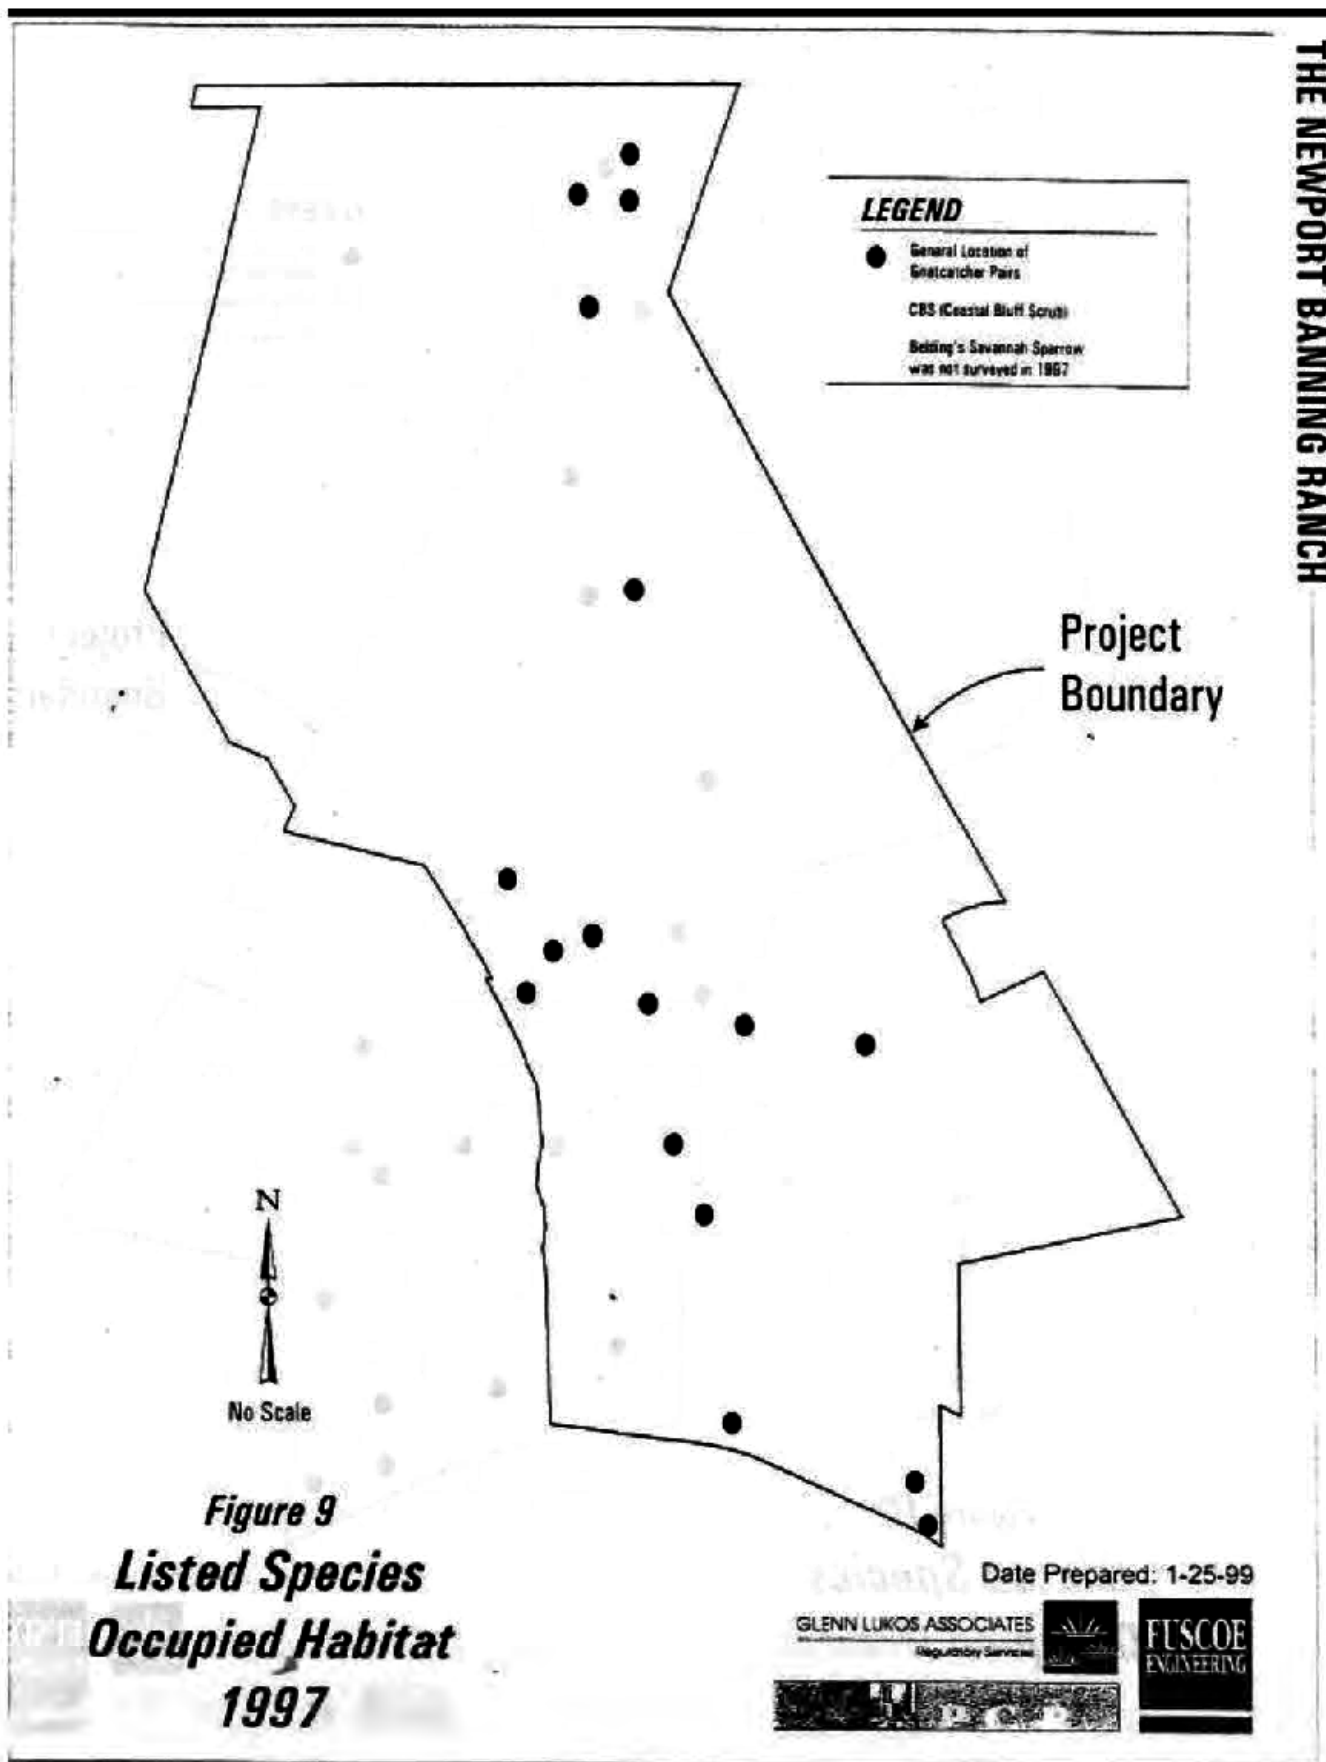 THE NEWPORT BANNING RANCH
LEGEND
General Location of
Gnatcatcher Pairs
CBS (Coastal Bluff Scrub)
Belding's Savannah Sparrow
was not surveyed in 1997
Project
Boundary
N
No Scale
Figure 9
Listed Species
Occupied Habitat
1997
Date Prepared: 1-25-99
GLENN LUKOS ASSOCIATES
Regulatory Services
FUSCOE
ENGINEERING
PCR